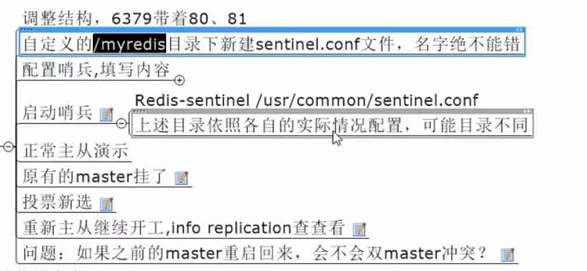 调整结构，6379带着80、81
自定义的/myredis目录下新建sentinel.conf文件，名字绝不能错
配置哨兵,填写内容
启动哨兵
Redis-sentinel /usr/common/sentinel.conf
上述目录依照各自的实际情况配置，可能目录不同
正常主从演示
原有的master挂了
投票新选
重新主从继续开工,info replication查查看
问题：如果之前的master重启回来，会不会双master冲突？